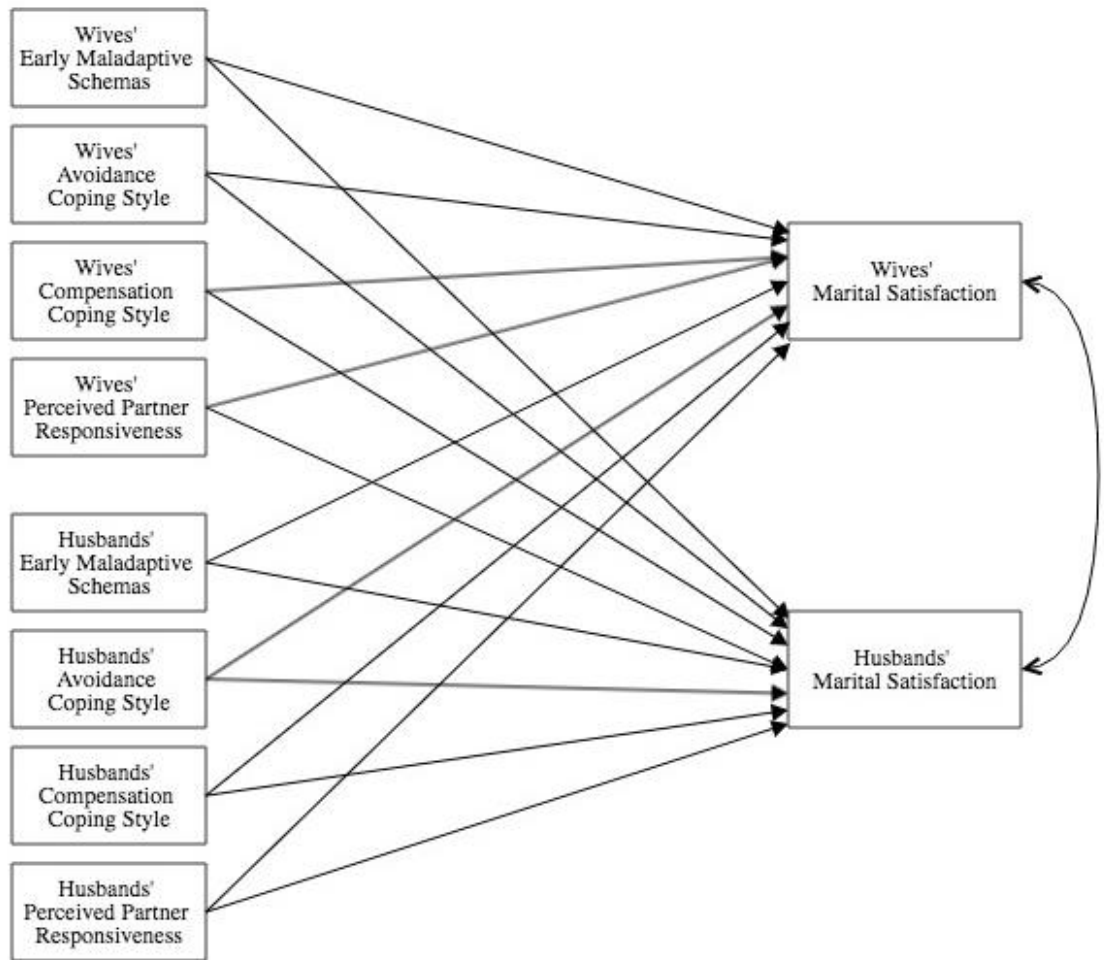 Wives'
Early Maladaptive
Schemas
Wives'
Avoidance
Coping Style
Wives'
Compensation
Coping Style
Wives'
Perceived Partner
Responsiveness
Husbands'
Early Maladaptive
Schemas
Husbands'
Avoidance
Coping Style
Husbands'
Compensation
Coping Style
Husbands'
Perceived Partner
Responsiveness
Wives'
Marital Satisfaction
Husbands'
Marital Satisfaction